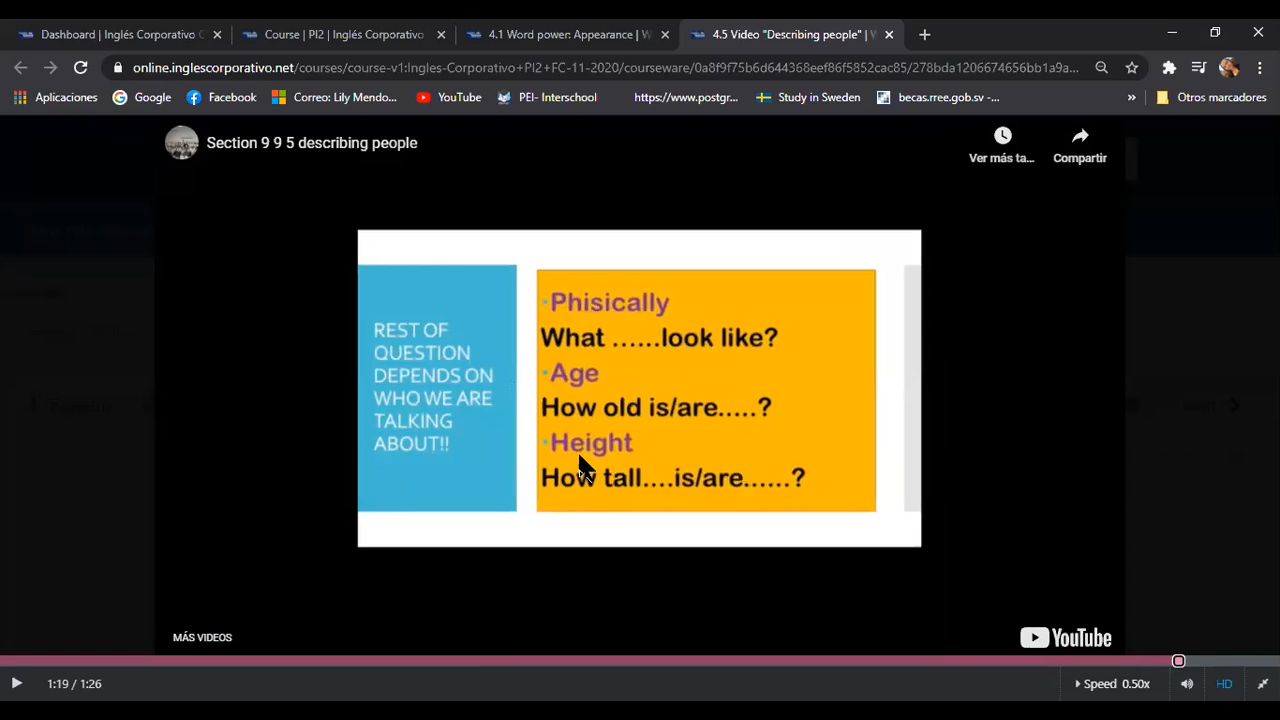 Dashboard | Inglés Corporativo C
Course | PI2 | Inglés Corporativo
4.1 Word power: Appearance | W
4.5 Video "Describing people" | W
online.inglescorporativo.net/courses/course-v1:Ingles-Corporativo+PI2+FC-11-2020/courseware/0a8f9f75b6d644368eef86f5852cac85/278bda1206674656bb1a9a...
Aplicaciones
Google
Facebook
Correo: Lily Mendo...
YouTube
PEI- Interschool
https://www.postgr...
Study in Sweden
becas.rree.gob.sv -...
»
Otros marcadores
Section 9 9 5 describing people
Ver más ta...
Compartir
REST OF
QUESTION
DEPENDS ON
WHO WE ARE
TALKING
ABOUT!!
·Phisically
What ......look like?
·Age
How old is/are.....?
·Height
How tall....is/are......?
MÁS VIDEOS
YouTube
1:19 / 1:26
Speed 0.50x
HD